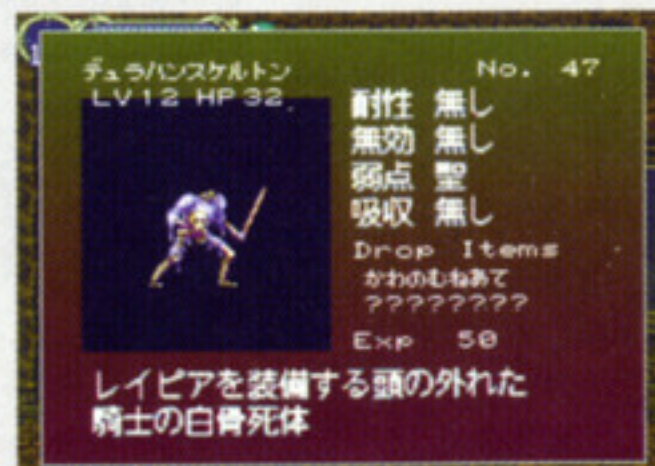 デュラハンスケルトン
No. 47
LV12 HP32
耐性 無し
無効 無し
弱点 聖
吸収 無し
Drop Items
かわのむねあて
????????
Exp 50
レイピアを装備する頭の外れた
騎士の白骨死体